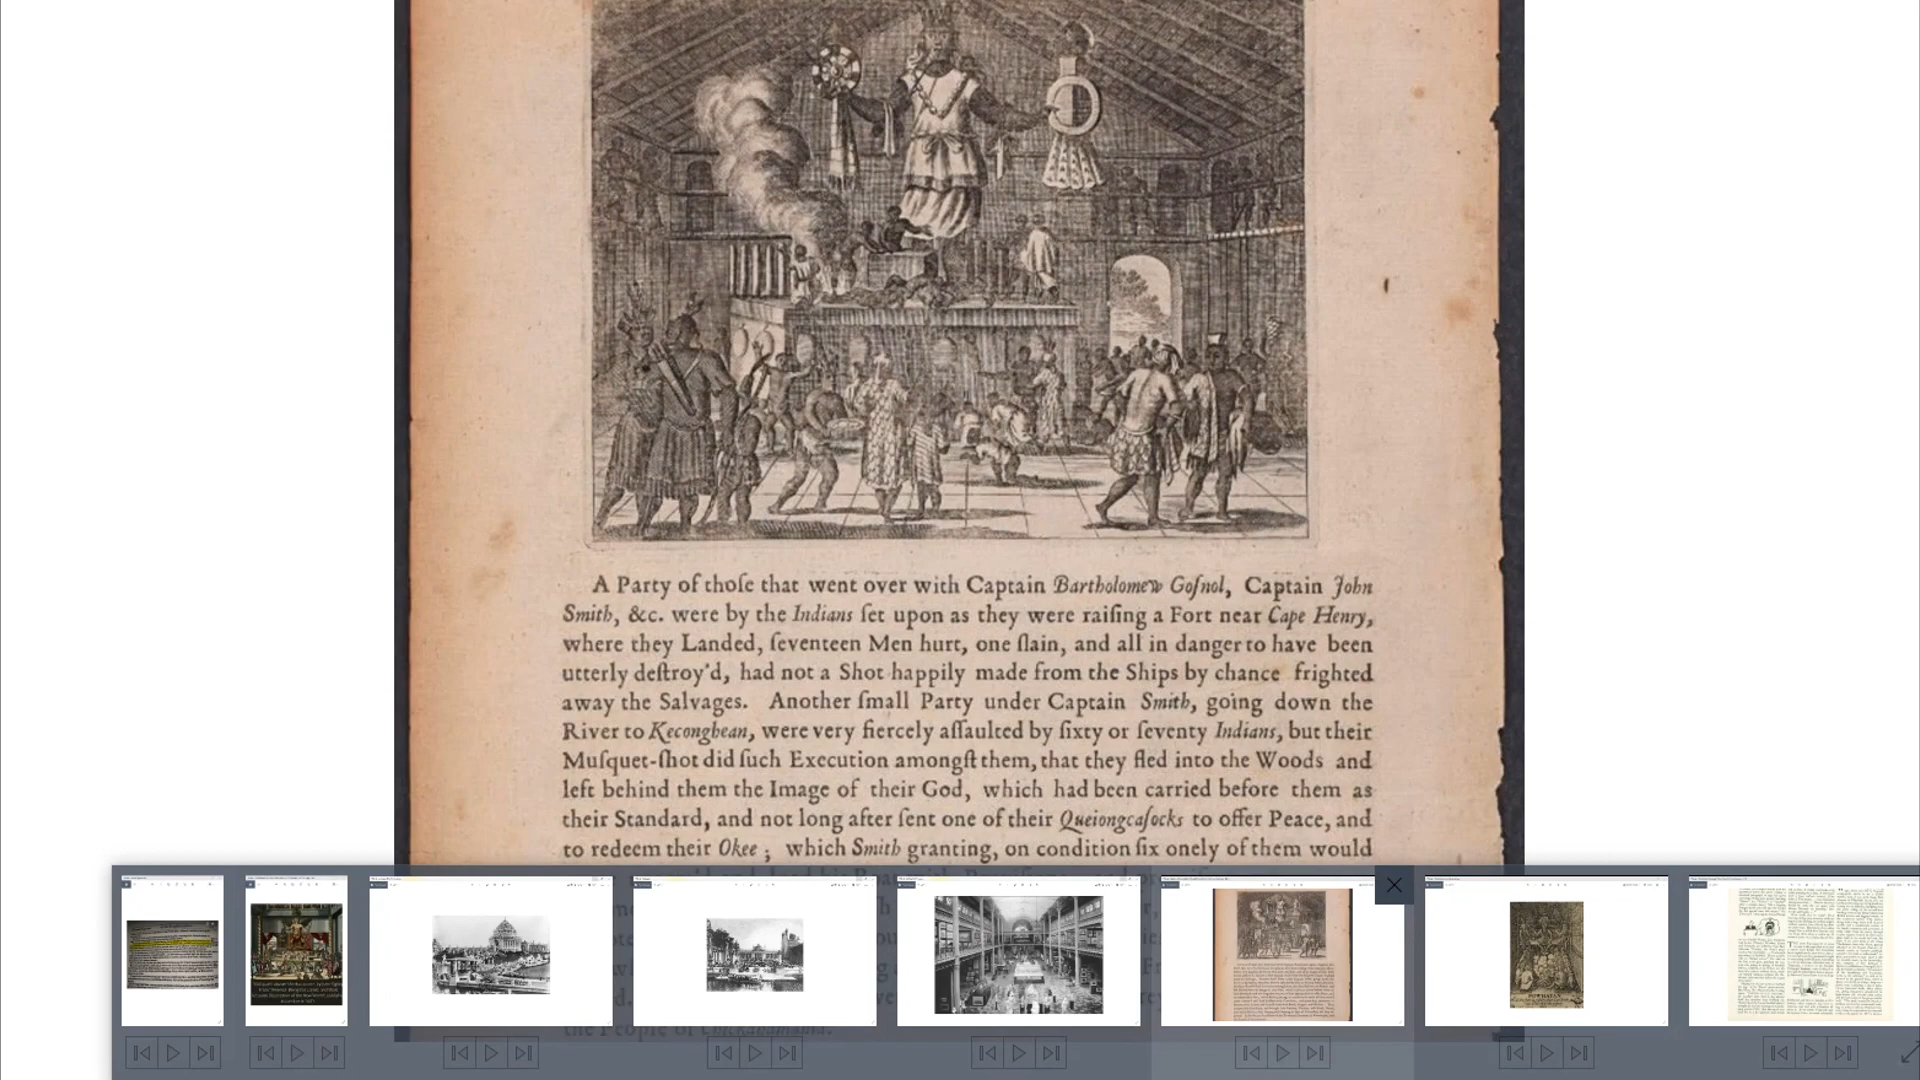 A Party of thoſe that went over with Captain Bartholomew Goſnol, Captain John
Smith, &c. were by the Indians ſet upon as they were raiſing a Fort near Cape Henry,
where they Landed, ſeventeen Men hurt, one ſlain, and all in danger to have been
utterly deſtroy'd, had not a Shot happily made from the Ships by chance frighted
away the Salvages. Another ſmall Party under Captain Smith, going down the
River to Kecoughean, were very fiercely aſſaulted by ſixty or ſeventy Indians, but their
Muſquet-ſhot did ſuch Execution amongſt them, that they fled into the Woods and
left behind them the Image of their God, which had been carried before them as
their Standard, and not long after ſent one of their Queiongcaſocks to offer Peace, and
to redeem their Okee; which Smith granting, on condition ſix onely of them would
the People of Chickahamania.
POWHATAN